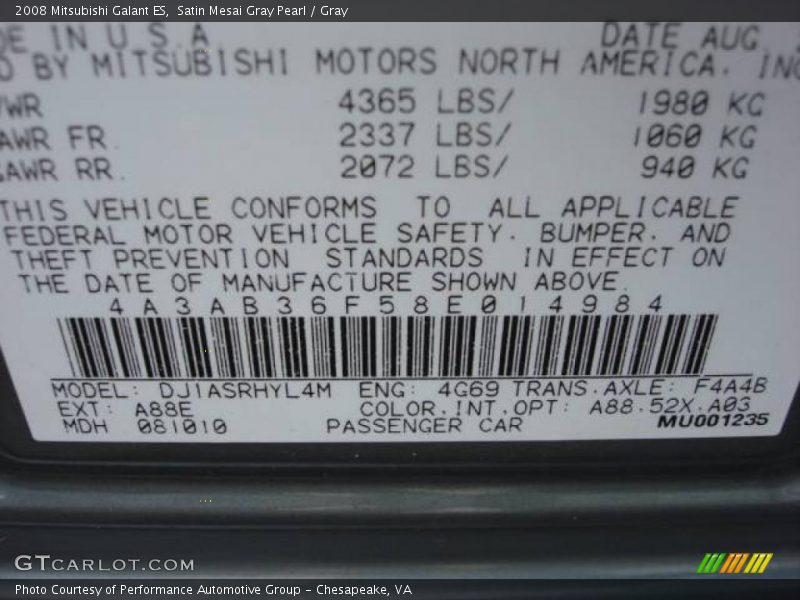 2008 Mitsubishi Galant ES, Satin Mesai Gray Pearl / Gray
IN U S A DATE AUG
BY MITSUBISHI MOTORS NORTH AMERICA. INC
4365 LBS/ 1980 KG
FR 2337 LBS/ 1060 KG
RR. 2072 LBS/ 940 KG
THIS VEHICLE CONFORMS TO ALL APPLICABLE
FEDERAL MOTOR VEHICLE SAFETY. BUMPER. AND
THEFT PREVENTION STANDARDS IN EFFECT ON
THE DATE OF MANUFACTURE SHOWN ABOVE.
4A3AB36F58E014984
MODEL: DJ1ASRHYL4M ENG: 4G69 TRANS.AXLE: F4A4B
EXT: A88E COLOR.INT.OPT: A88.52X.A03
MDH 081010 PASSENGER CAR MU001235
GTCARLOT.COM
Photo Courtesy of Performance Automotive Group – Chesapeake, VA